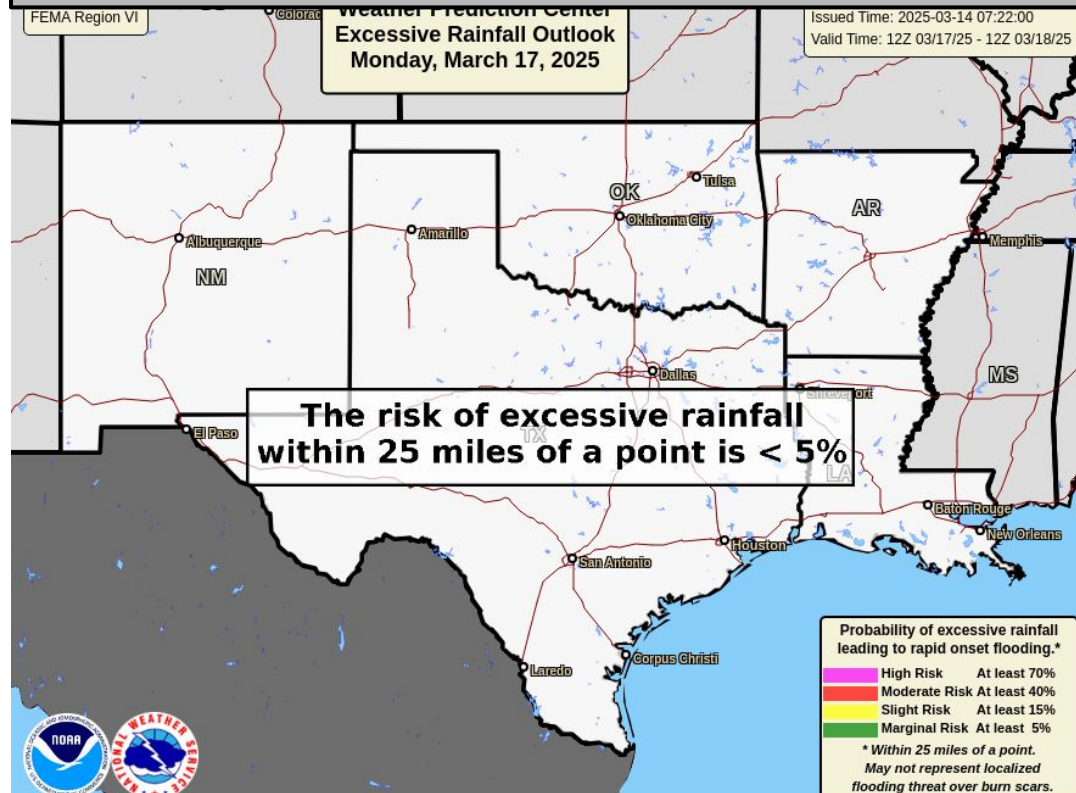 FEMA Region VI
Weather Prediction Center
Excessive Rainfall Outlook
Monday, March 17, 2025
Issued Time: 2025-03-14 07:22:00
Valid Time: 12Z 03/17/25 - 12Z 03/18/25
Colorad
Tulsa
OK
Oklahoma City
AR
Amarillo
Albuquerque
Memphis
NM
Dallas
MS
Shreveport
The risk of excessive rainfall
within 25 miles of a point is < 5%
El Paso
TX
LA
Baton Rouge
New Orleans
Houston
San Antonio
Corpus Christi
Laredo
Probability of excessive rainfall
leading to rapid onset flooding.*
High Risk At least 70%
Moderate Risk At least 40%
Slight Risk At least 15%
Marginal Risk At least 5%
* Within 25 miles of a point.
May not represent localized
flooding threat over burn scars.
NOAA
NATIONAL WEATHER SERVICE